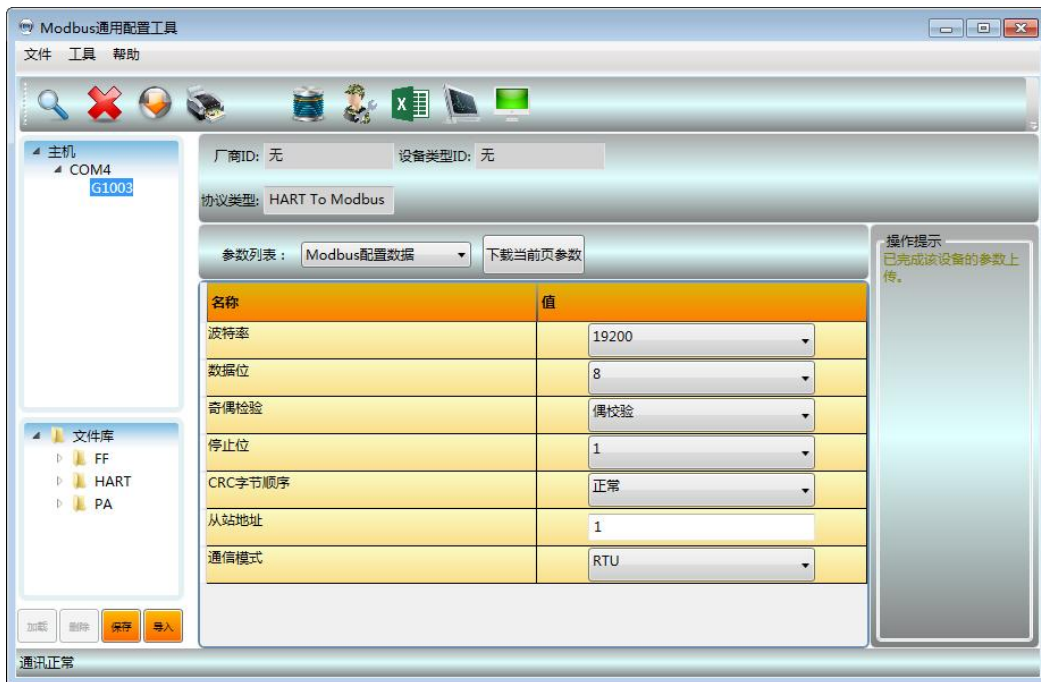 Modbus通用配置工具
文件 工具 帮助
主机
COM4
G1003
厂商ID: 无 设备类型ID: 无
协议类型: HART To Modbus
参数列表： Modbus配置数据 下载当前页参数
操作提示
已完成该设备的参数上
传。
名称 值
波特率 19200
数据位 8
奇偶检验 偶校验
停止位 1
CRC字节顺序 正常
从站地址 1
通信模式 RTU
文件库
FF
HART
PA
加载 删除 保存 导入
通讯正常